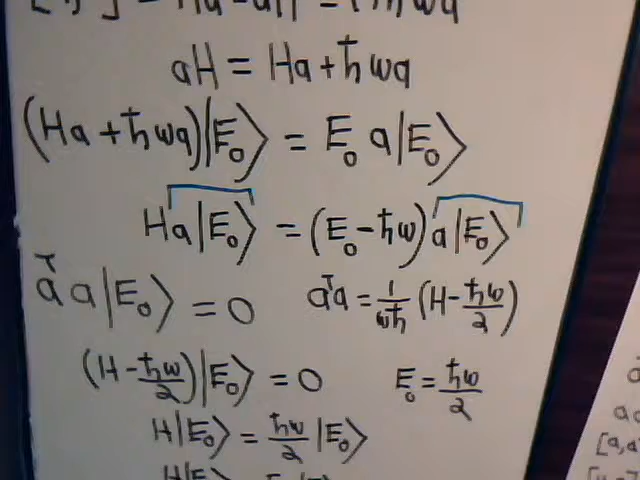 aH = Ha + ħωa
(Ha + ħωa)|E₀⟩ = E₀ a|E₀⟩
Ha|E₀⟩ = (E₀ - ħω)a|E₀⟩
a†a|E₀⟩ = 0    a†a = 1/ωħ (H - ħω/2)
(H - ħω/2)|E₀⟩ = 0    E₀ = ħω/2
H|E₀⟩ = ħω/2 |E₀⟩